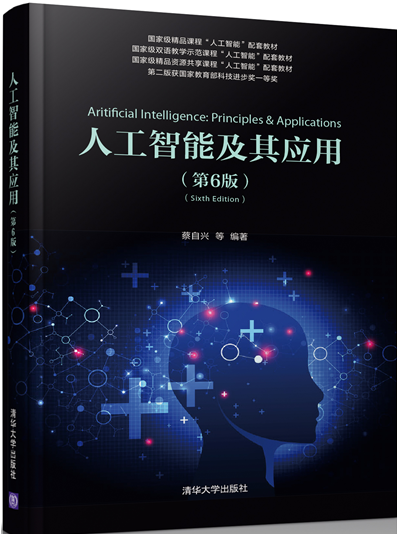 国家级精品课程“人工智能”配套教材
国家级双语教学示范课程“人工智能”配套教材
国家级精品资源共享课程“人工智能”配套教材
第二版获国家教育部科技进步奖一等奖
Aritificial Intelligence: Principles & Applications
人工智能及其应用
（第6版）
（Sixth Edition）
蔡自兴 等 编著
清华大学出版社
人工智能及其应用（第6版）
清华大学出版社